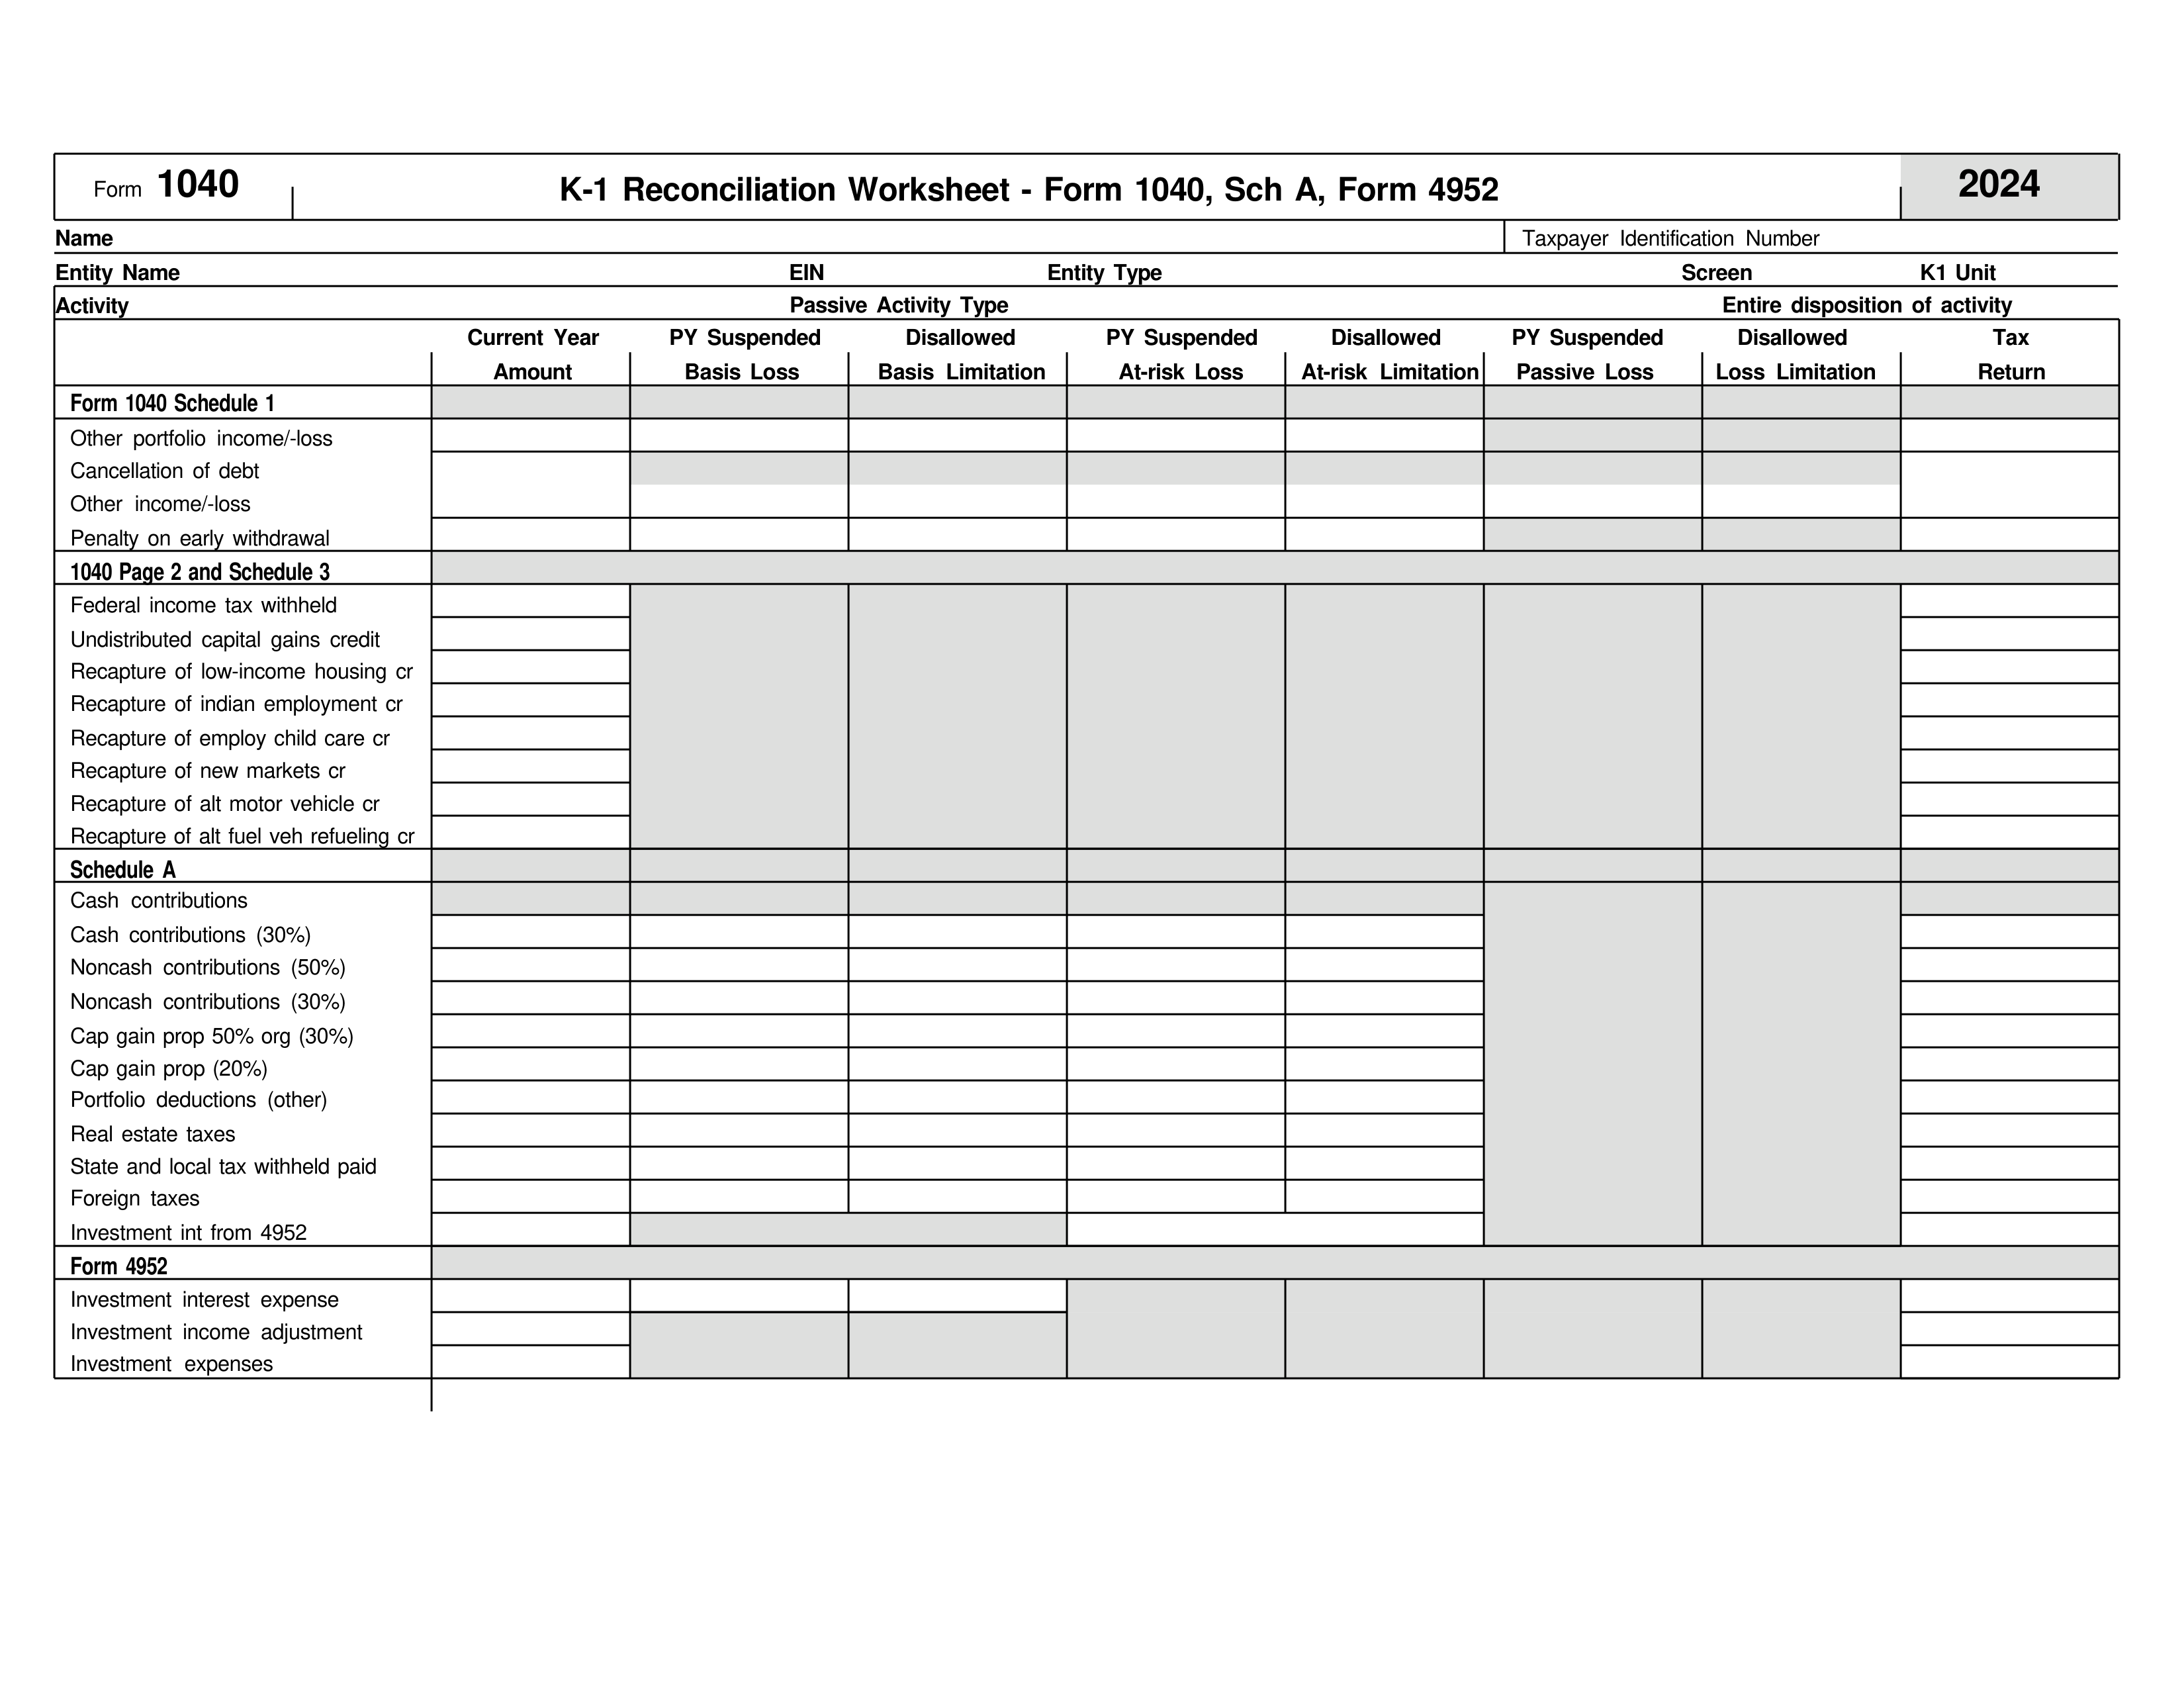 Form 1040 K-1 Reconciliation Worksheet - Form 1040, Sch A, Form 4952 2024
Name Taxpayer Identification Number
Entity Name EIN Entity Type Screen K1 Unit
Activity Passive Activity Type Entire disposition of activity
Current Year PY Suspended Disallowed PY Suspended Disallowed PY Suspended Disallowed Tax
Amount Basis Loss Basis Limitation At-risk Loss At-risk Limitation Passive Loss Loss Limitation Return
Form 1040 Schedule 1
Other portfolio income/-loss
Cancellation of debt
Other income/-loss
Penalty on early withdrawal
1040 Page 2 and Schedule 3
Federal income tax withheld
Undistributed capital gains credit
Recapture of low-income housing cr
Recapture of indian employment cr
Recapture of employ child care cr
Recapture of new markets cr
Recapture of alt motor vehicle cr
Recapture of alt fuel veh refueling cr
Schedule A
Cash contributions
Cash contributions (30%)
Noncash contributions (50%)
Noncash contributions (30%)
Cap gain prop 50% org (30%)
Cap gain prop (20%)
Portfolio deductions (other)
Real estate taxes
State and local tax withheld paid
Foreign taxes
Investment int from 4952
Form 4952
Investment interest expense
Investment income adjustment
Investment expenses